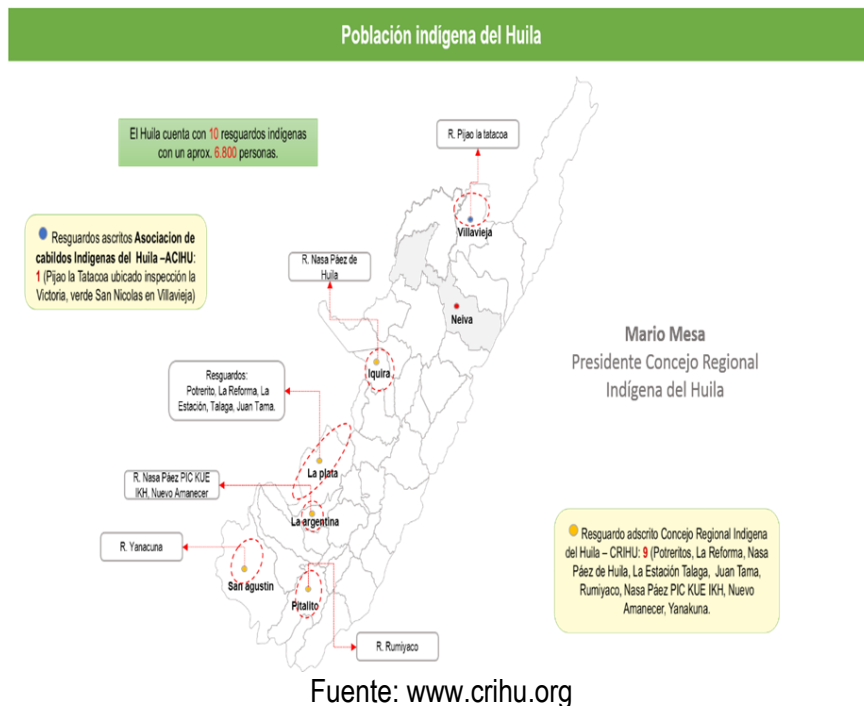 Población indígena del Huila
El Huila cuenta con 10 resguardos indígenas
con un aprox. 6.800 personas.
R. Pijao la tatacoa
Resguardos ascritos Asociacion de
cabildos Indigenas del Huila –ACIHU:
1 (Pijao la Tatacoa ubicado inspección la
Victoria, verde San Nicolas en Villavieja)
Villavieja
R. Nasa Páez de
Huila
Neiva
Mario Mesa
Presidente Concejo Regional
Indígena del Huila
Iquira
Resguardos:
Potrerito, La Reforma, La
Estación, Talaga, Juan Tama.
La plata
R. Nasa Páez PIC KUE
IKH, Nuevo Amanecer
La argentina
Resguardo adscrito Concejo Regional Indigena
del Huila – CRIHU: 9 (Potreritos, La Reforma, Nasa
Páez de Huila, La Estación Talaga, Juan Tama,
Rumiyaco, Nasa Páez PIC KUE IKH, Nuevo
Amanecer, Yanakuna.
R. Yanacuna
San agustin
Pitalito
R. Rumiyaco
Fuente: www.crihu.org